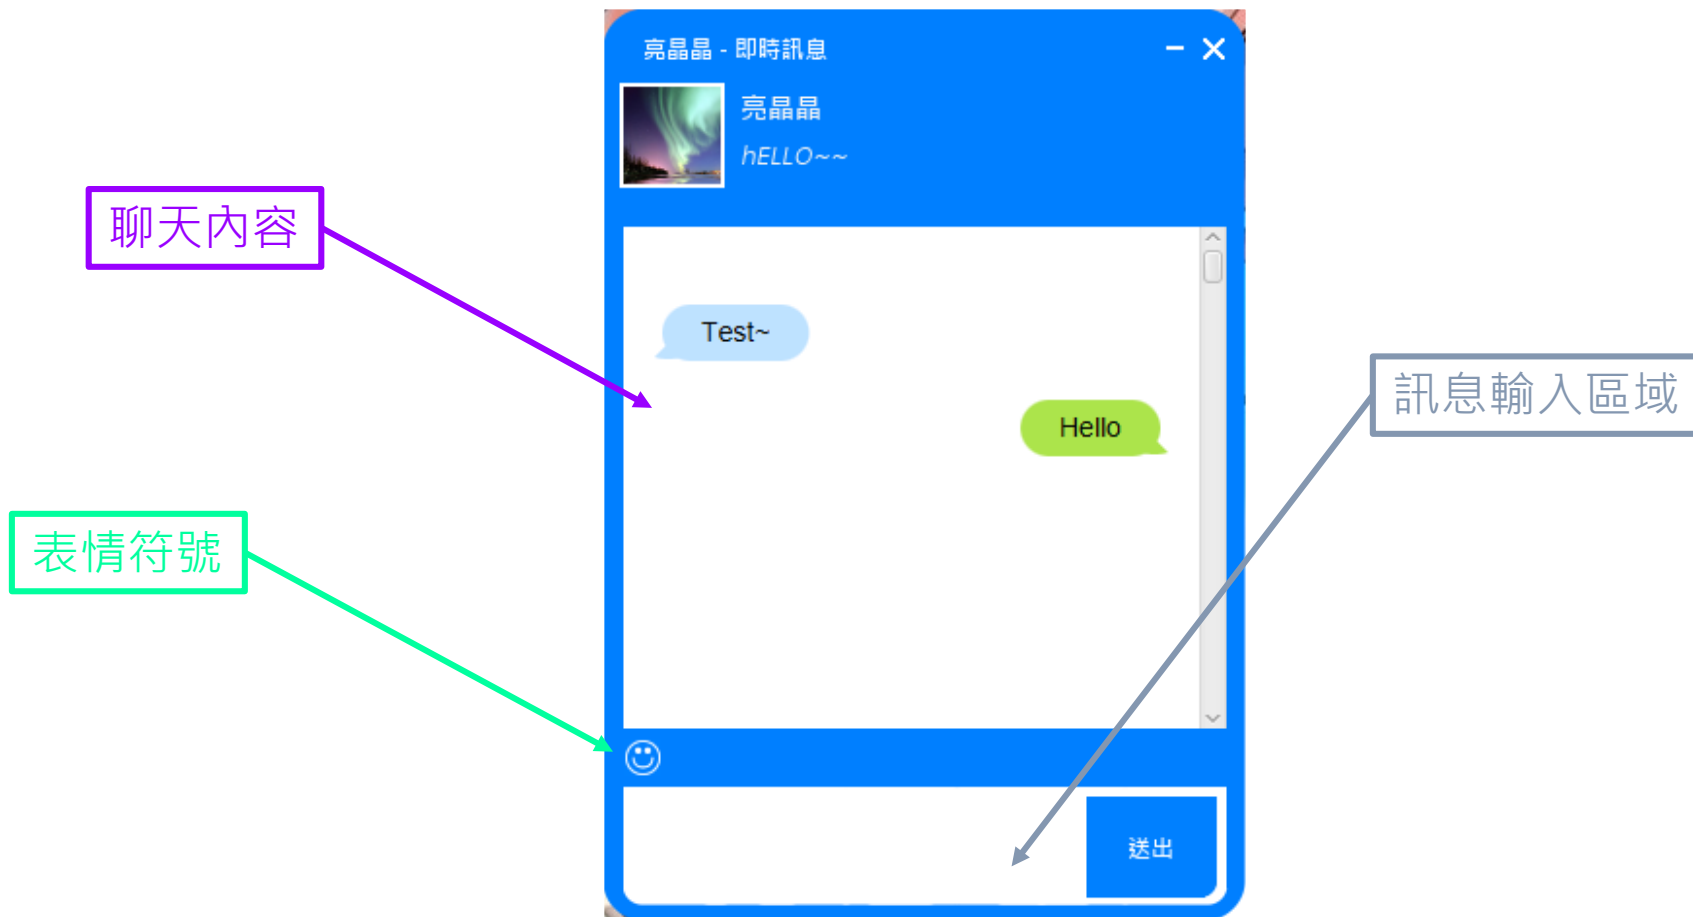 亮晶晶 - 即時訊息
亮晶晶
hELLO~~
聊天內容
Test~
Hello
訊息輸入區域
表情符號
送出